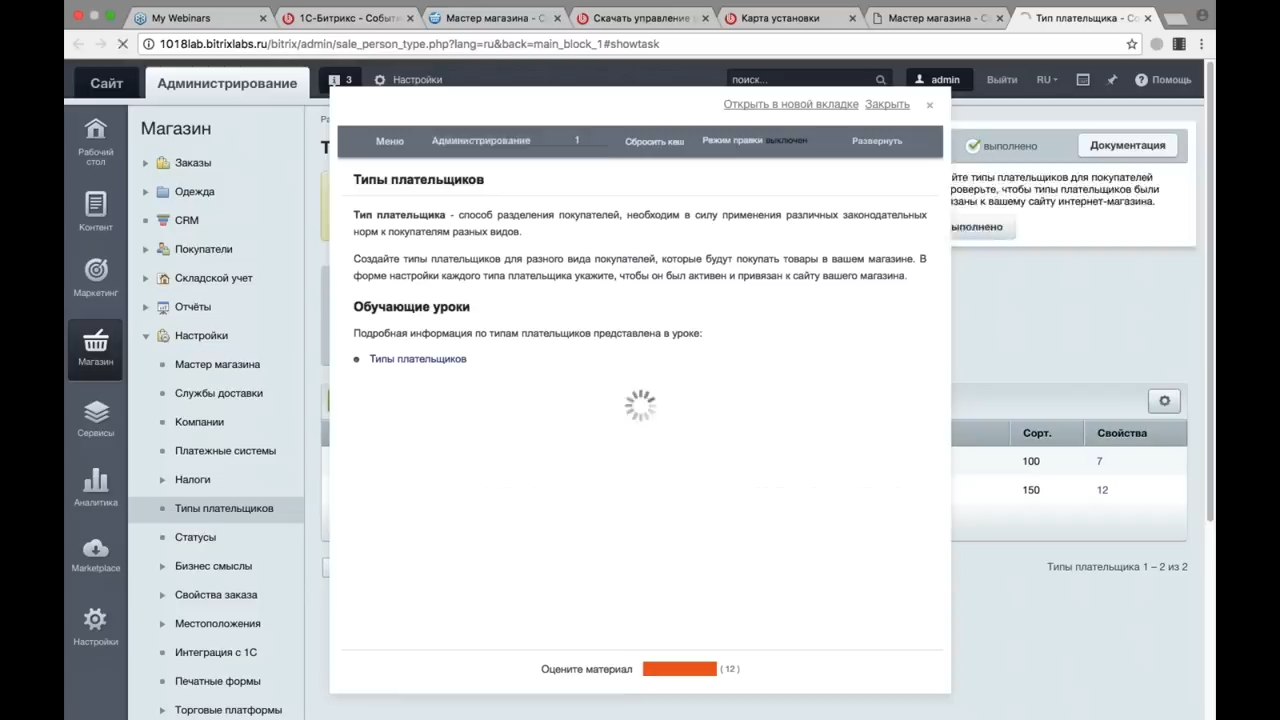 My Webinars
1С-Битрикс - Событи
Мастер магазина - С
Скачать управление
Карта установки
Мастер магазина - С
Тип плательщика - Со
1018lab.bitrixlabs.ru/bitrix/admin/sale_person_type.php?lang=ru&back=main_block_1#showtask
Сайт
Администрирование
3
Настройки
поиск...
admin
Выйти
RU
Помощь
Рабочий
стол
Контент
Маркетинг
Магазин
Сервисы
Аналитика
Marketplace
Настройки
Магазин
Заказы
Одежда
CRM
Покупатели
Складской учет
Отчёты
Настройки
Мастер магазина
Службы доставки
Компании
Платежные системы
Налоги
Типы плательщиков
Статусы
Бизнес смыслы
Свойства заказа
Местоположения
Интеграция с 1С
Печатные формы
Торговые платформы
Открыть в новой вкладке
Закрыть
Меню
Администрирование
1
Сбросить кеш
Режим правки выключен
Развернуть
Типы плательщиков
Тип плательщика - способ разделения покупателей, необходим в силу применения различных законодательных
норм к покупателям разных видов.
Создайте типы плательщиков для разного вида покупателей, которые будут покупать товары в вашем магазине. В
форме настройки каждого типа плательщика укажите, чтобы он был активен и привязан к сайту вашего магазина.
Обучающие уроки
Подробная информация по типам плательщиков представлена в уроке:
Типы плательщиков
Оцените материал
( 12 )
выполнено
Документация
йте типы плательщиков для покупателей
роверьте, чтобы типы плательщиков были
язаны к вашему сайту интернет-магазина.
ыполнено
Сорт.
Свойства
100
7
150
12
Типы плательщика 1 – 2 из 2